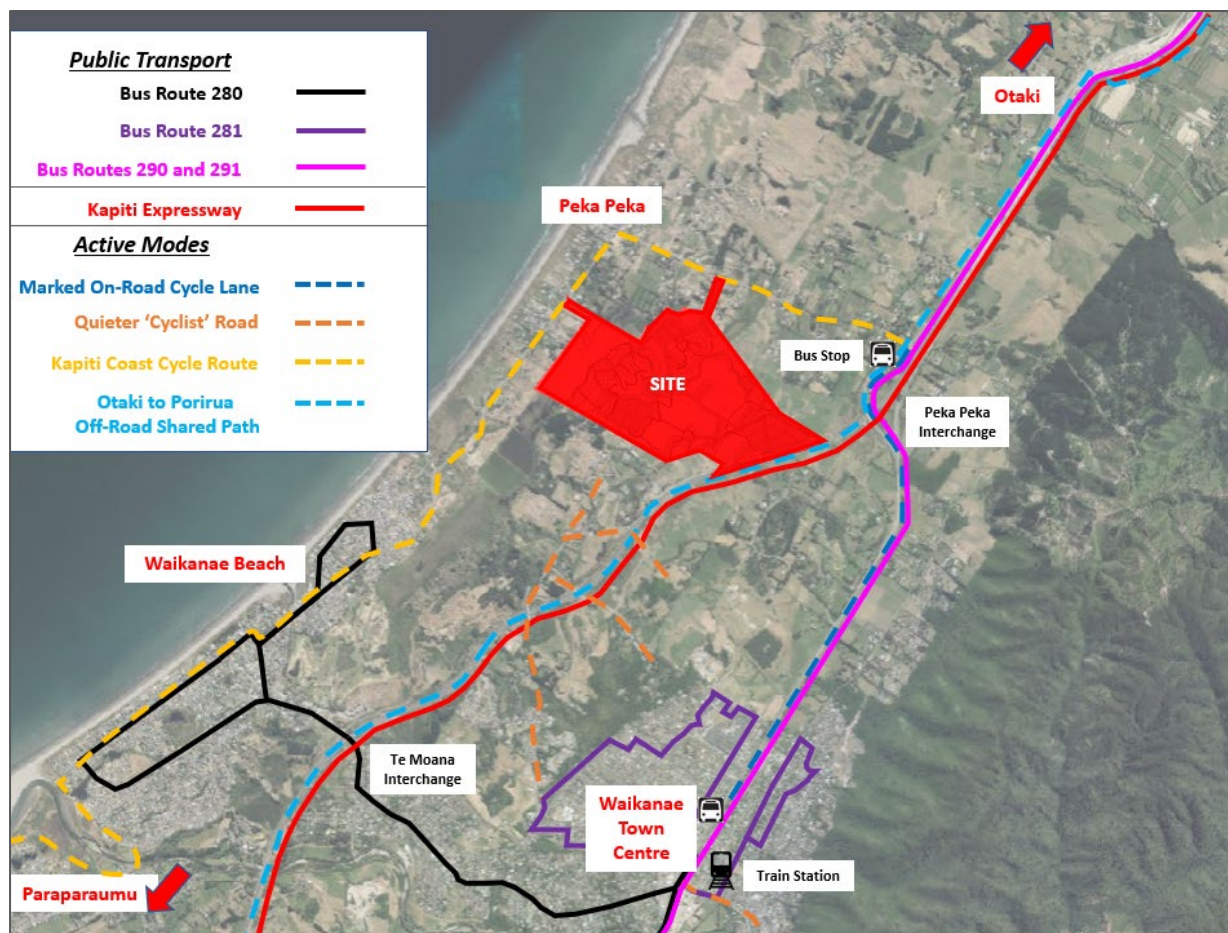 Public Transport
Bus Route 280
Bus Route 281
Bus Routes 290 and 291
Kapiti Expressway
Active Modes
Marked On-Road Cycle Lane
Quieter 'Cyclist' Road
Kapiti Coast Cycle Route
Otaki to Porirua
Off-Road Shared Path
Otaki
Peka Peka
Bus Stop
SITE
Peka Peka
Interchange
Waikanae Beach
Te Moana
Interchange
Waikanae
Town
Centre
Train Station
Paraparaumu